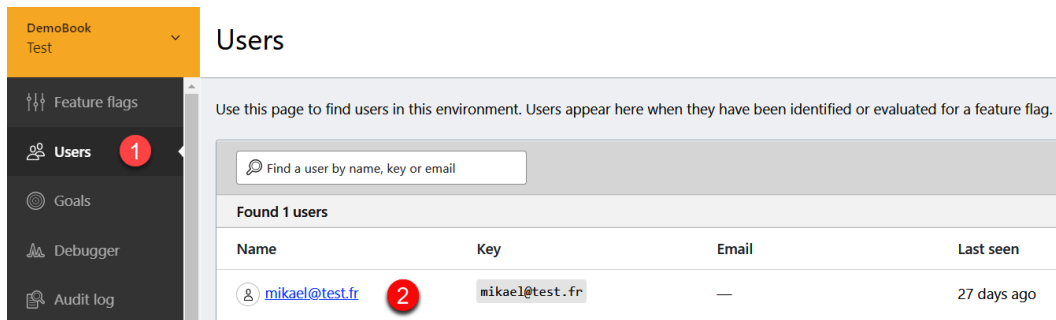 DemoBook
Test
Users
Feature flags
Use this page to find users in this environment. Users appear here when they have been identified or evaluated for a feature flag.
Users 1
Find a user by name, key or email
Goals
Found 1 users
Debugger
Name Key Email Last seen
Audit log
mikael@test.fr 2 mikael@test.fr — 27 days ago